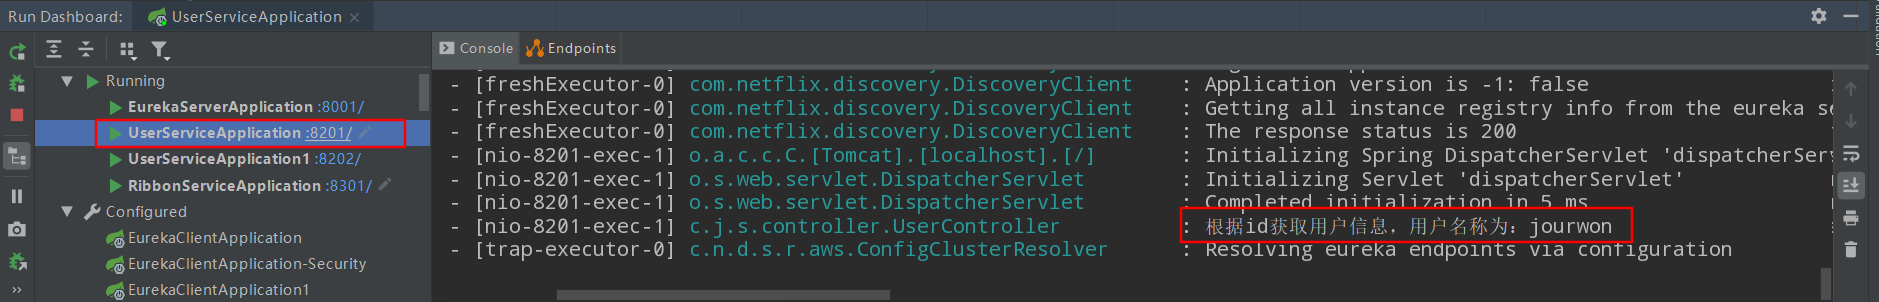 Run Dashboard: UserServiceApplication ×
Console Endpoints
Running
EurekaServerApplication :8001/
UserServiceApplication :8201/
UserServiceApplication1 :8202/
RibbonServiceApplication :8301/
Configured
EurekaClientApplication
EurekaClientApplication-Security
EurekaClientApplication1
- [freshExecutor-0] com.netflix.discovery.DiscoveryClient : Application version is -1: false
- [freshExecutor-0] com.netflix.discovery.DiscoveryClient : Getting all instance registry info from the eureka se
- [freshExecutor-0] com.netflix.discovery.DiscoveryClient : The response status is 200
- [nio-8201-exec-1] o.a.c.c.C.[Tomcat].[localhost].[/] : Initializing Spring DispatcherServlet 'dispatcherServ
- [nio-8201-exec-1] o.s.web.servlet.DispatcherServlet : Initializing Servlet 'dispatcherServlet'
- [nio-8201-exec-1] o.s.web.servlet.DispatcherServlet : Completed initialization in 5 ms
- [nio-8201-exec-1] c.j.s.controller.UserController : 根据id获取用户信息，用户名称为：jourwon
- [trap-executor-0] c.n.d.s.r.aws.ConfigClusterResolver : Resolving eureka endpoints via configuration